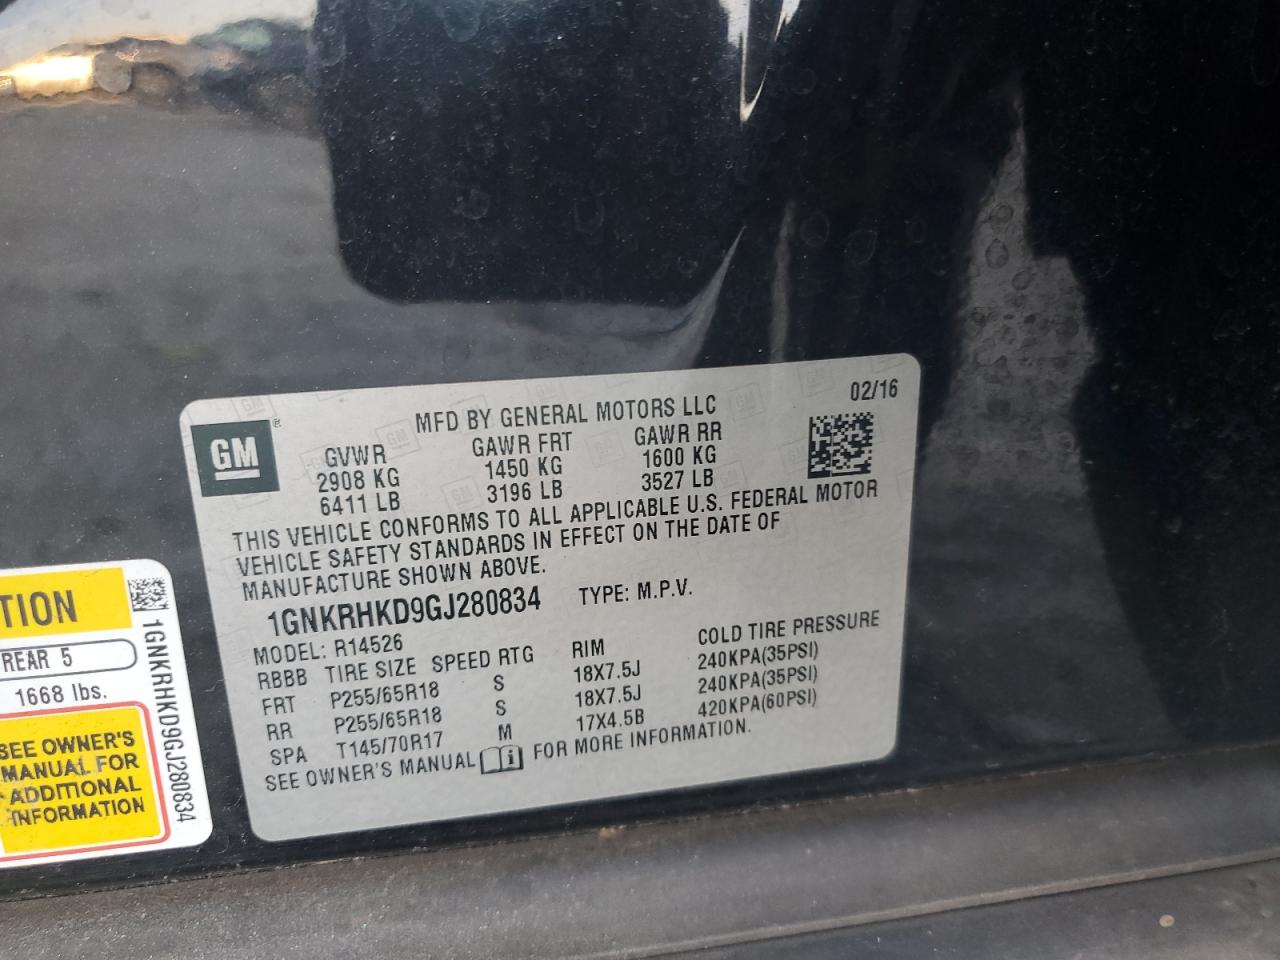 02/16
MFD BY GENERAL MOTORS LLC
GM ®
GVWR GAWR FRT GAWR RR
2908 KG 1450 KG 1600 KG
6411 LB 3196 LB 3527 LB
THIS VEHICLE CONFORMS TO ALL APPLICABLE U.S. FEDERAL MOTOR
VEHICLE SAFETY STANDARDS IN EFFECT ON THE DATE OF
MANUFACTURE SHOWN ABOVE.
1GNKRHKD9GJ280834 TYPE: M.P.V.
MODEL: R14526
RBBB TIRE SIZE SPEED RTG RIM COLD TIRE PRESSURE
FRT P255/65R18 S 18X7.5J 240KPA(35PSI)
RR P255/65R18 S 18X7.5J 240KPA(35PSI)
SPA T145/70R17 M 17X4.5B 420KPA(60PSI)
SEE OWNER'S MANUAL i FOR MORE INFORMATION.
TION
REAR 5
1668 lbs.
SEE OWNER'S
MANUAL FOR
ADDITIONAL
INFORMATION
1GNKRHKD9GJ280834